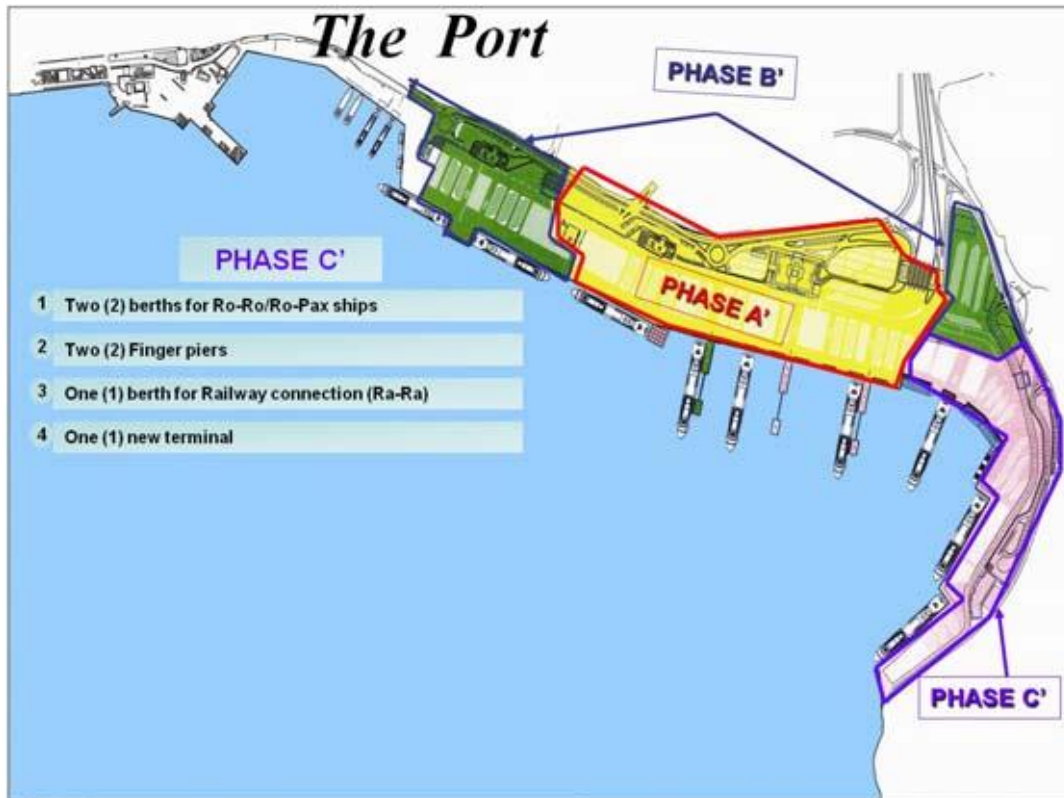 The Port
PHASE B'
PHASE C'
1 Two (2) berths for Ro-Ro/Ro-Pax ships
2 Two (2) Finger piers
3 One (1) berth for Railway connection (Ra-Ra)
4 One (1) new terminal
PHASE A'
PHASE C'